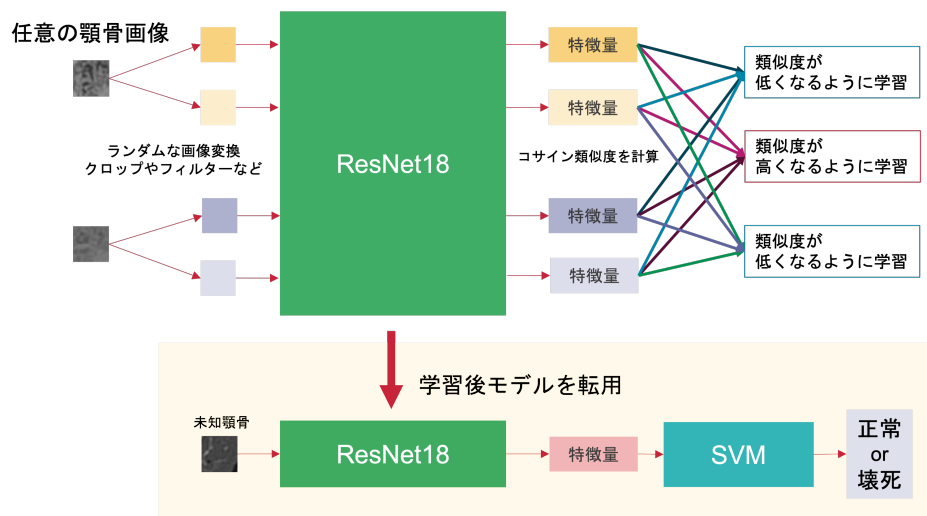 任意の顎骨画像
ランダムな画像変換
クロップやフィルターなど
ResNet18
特徴量
特徴量
コサイン類似度を計算
特徴量
特徴量
類似度が
低くなるように学習
類似度が
高くなるように学習
類似度が
低くなるように学習
学習後モデルを転用
未知顎骨
ResNet18
特徴量
SVM
正常
or
壊死